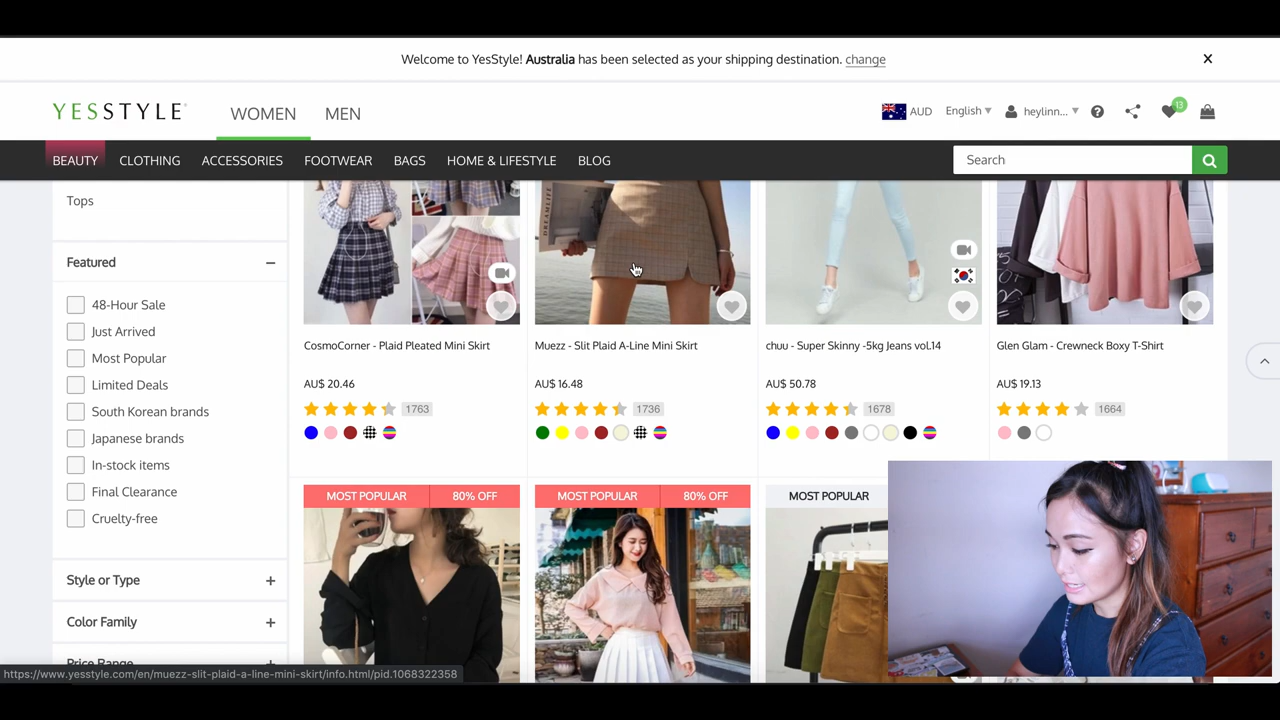 Welcome to YesStyle! Australia has been selected as your shipping destination. change
YESSTYLE
WOMEN
MEN
AUD
English
heylinn...
13
BEAUTY
CLOTHING
ACCESSORIES
FOOTWEAR
BAGS
HOME & LIFESTYLE
BLOG
Search
Tops
Featured
48-Hour Sale
Just Arrived
Most Popular
Limited Deals
South Korean brands
Japanese brands
In-stock items
Final Clearance
Cruelty-free
Style or Type
Color Family
Price Range
CosmoCorner - Plaid Pleated Mini Skirt
AU$ 20.46
1763
Muezz - Slit Plaid A-Line Mini Skirt
AU$ 16.48
1736
chuu - Super Skinny -5kg Jeans vol.14
AU$ 50.78
1678
Glen Glam - Crewneck Boxy T-Shirt
AU$ 19.13
1664
MOST POPULAR
80% OFF
MOST POPULAR
80% OFF
MOST POPULAR
https://www.yesstyle.com/en/muezz-slit-plaid-a-line-mini-skirt/info.html/pid.1068322358